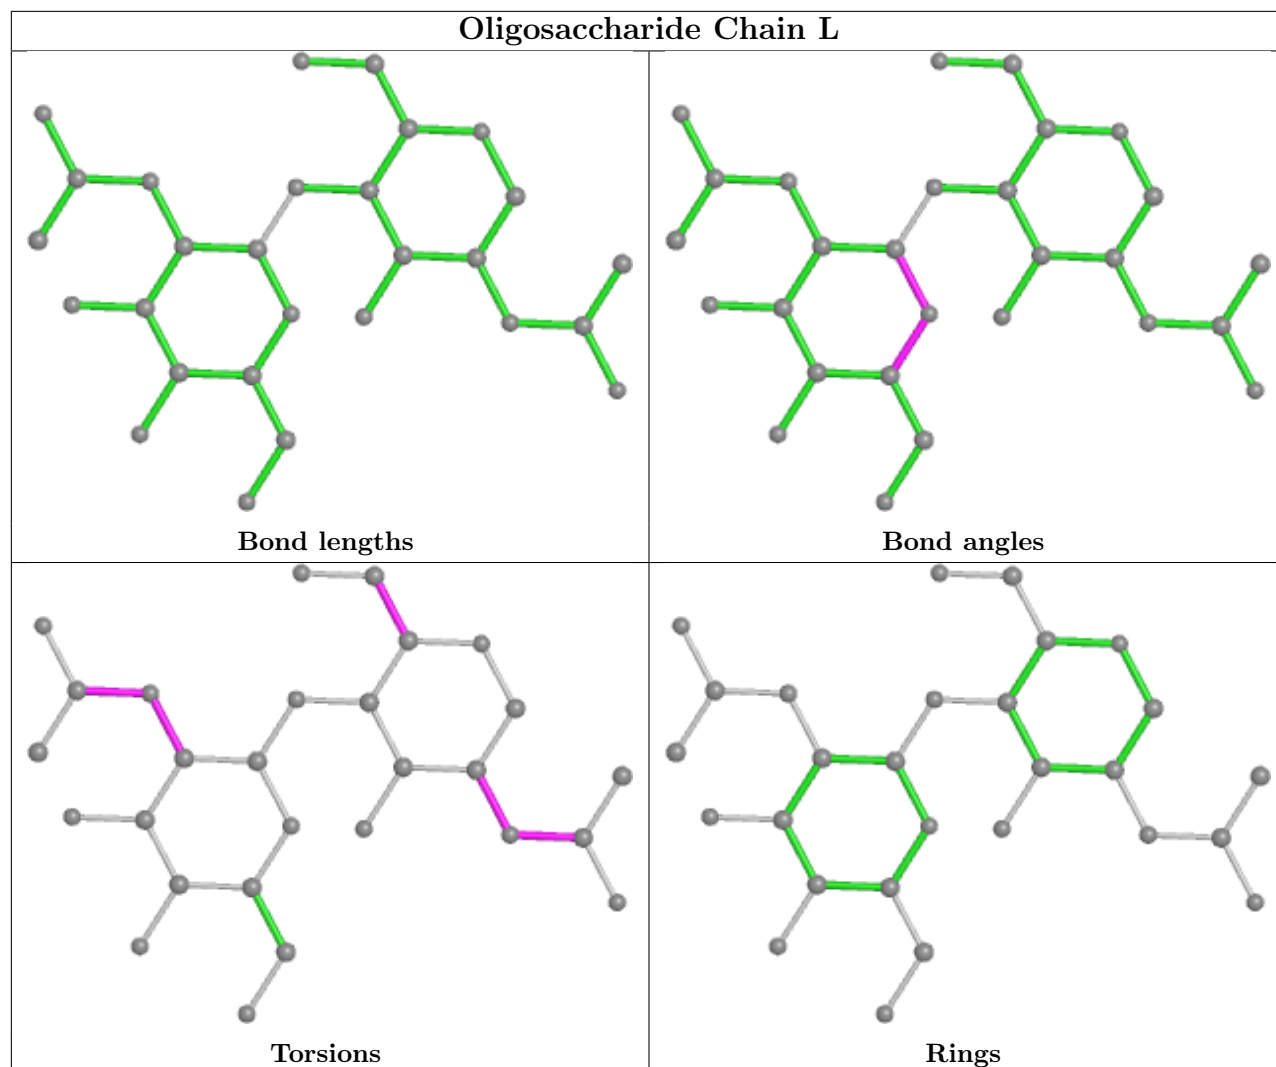 Oligosaccharide Chain L
Bond lengths
Bond angles
Torsions
Rings